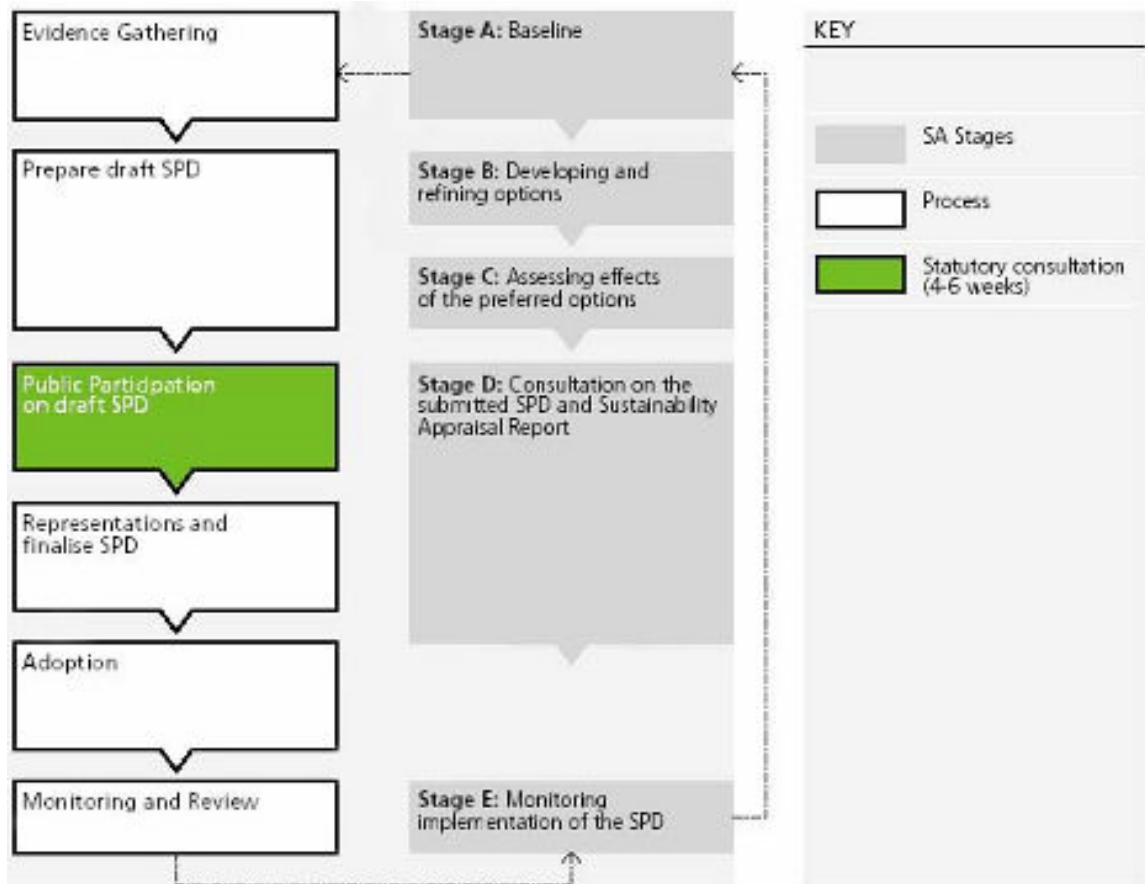 Evidence Gathering
Prepare draft SPD
Public Participation
on draft SPD
Representations and
finalise SPD
Adoption
Monitoring and Review
Stage A: Baseline
Stage B: Developing and
refining options
Stage C: Assessing effects
of the preferred options
Stage D: Consultation on the
submitted SPD and Sustainability
Appraisal Report
Stage E: Monitoring
implementation of the SPD
KEY
SA Stages
Process
Statutory consultation
(4-6 weeks)